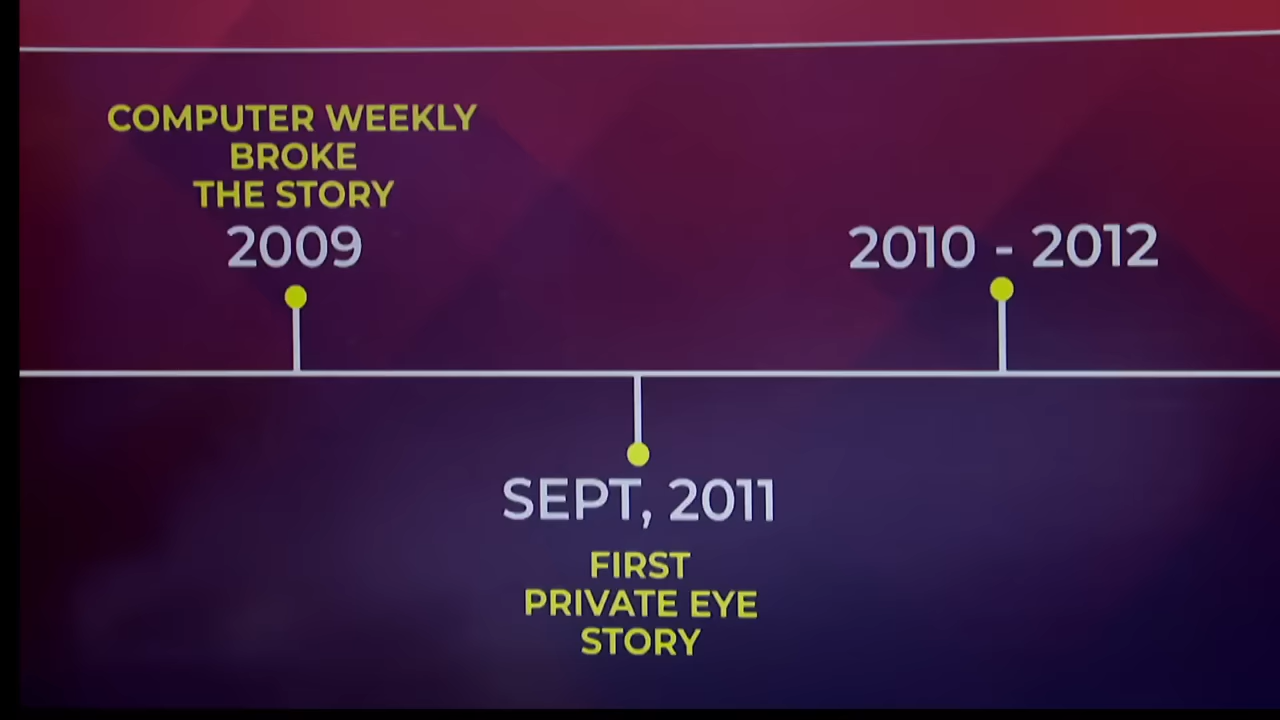 COMPUTER WEEKLY
BROKE
THE STORY
2009
SEPT, 2011
FIRST
PRIVATE EYE
STORY
2010 - 2012